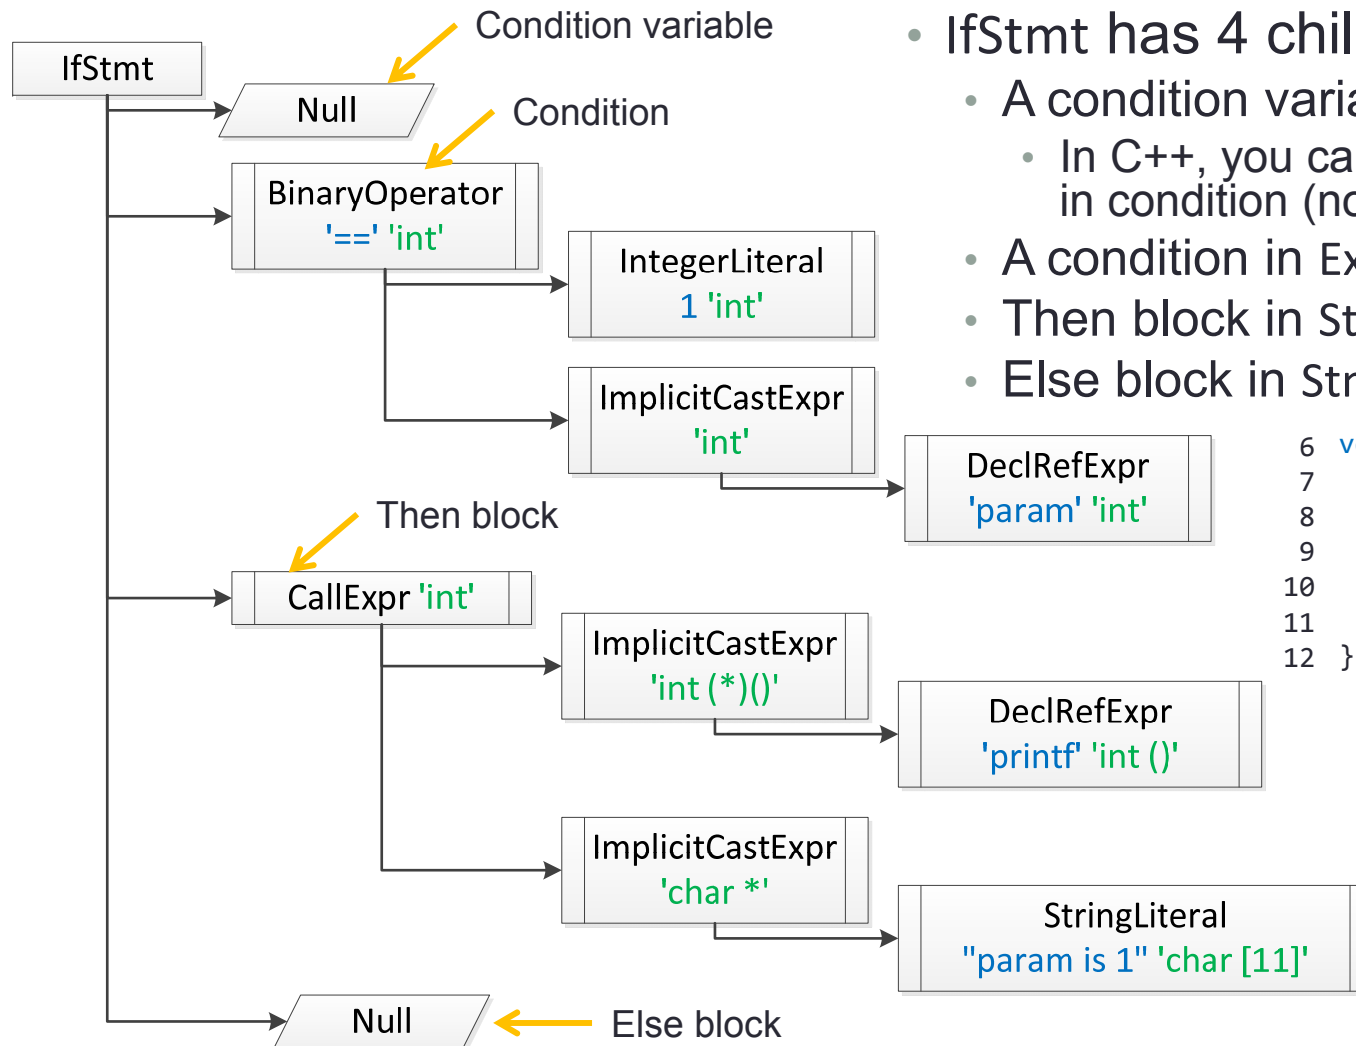 IfStmt
Condition variable
Null
Condition
BinaryOperator
'==' 'int'
IntegerLiteral
1 'int'
ImplicitCastExpr
'int'
DeclRefExpr
'param' 'int'
Then block
CallExpr 'int'
ImplicitCastExpr
'int (*)()'
DeclRefExpr
'printf' 'int ()'
ImplicitCastExpr
'char *'
StringLiteral
"param is 1" 'char [11]'
Null
Else block
• IfStmt has 4 chil
• A condition varia
• In C++, you ca
in condition (no
• A condition in Ex
• Then block in St
• Else block in Str
6 v
7
8
9
10
11
12 }